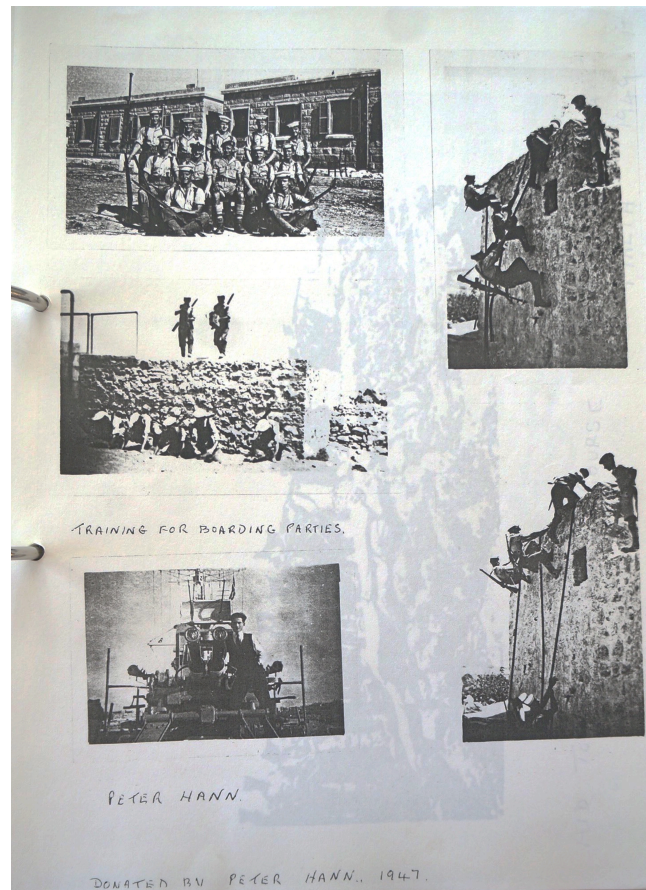 TRAINING FOR BOARDING PARTIES.
PETER HANN.
DONATED BY PETER HANN.. 1947.